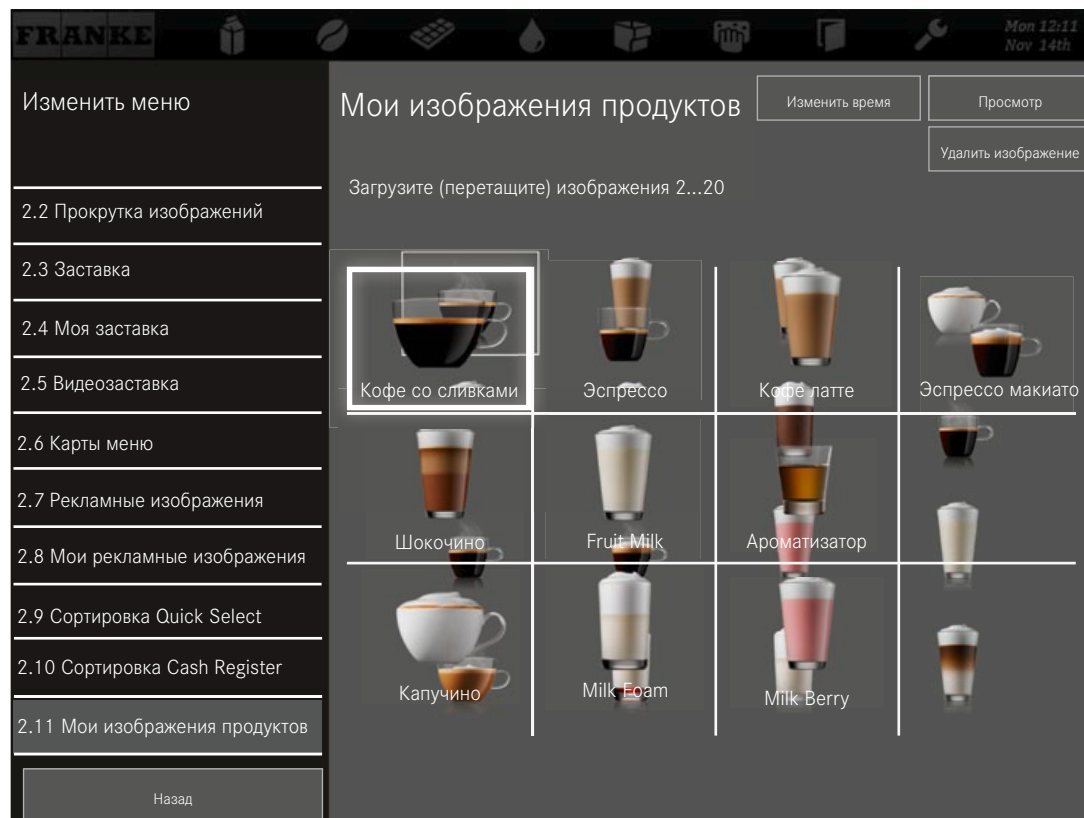 FRANKE
Mon 12:11
Nov 14th
Изменить меню
2.2 Прокрутка изображений
2.3 Заставка
2.4 Моя заставка
2.5 Видеозаставка
2.6 Карты меню
2.7 Рекламные изображения
2.8 Мои рекламные изображения
2.9 Сортировка Quick Select
2.10 Сортировка Cash Register
2.11 Мои изображения продуктов
Назад
Мои изображения продуктов
Изменить время
Просмотр
Удалить изображение
Загрузите (перетащите) изображения 2...20
Кофе со сливками
Эспрессо
Кофе латте
Эспрессо макиато
Шокочино
Fruit Milk
Ароматизатор
Капучино
Milk Foam
Milk Berry